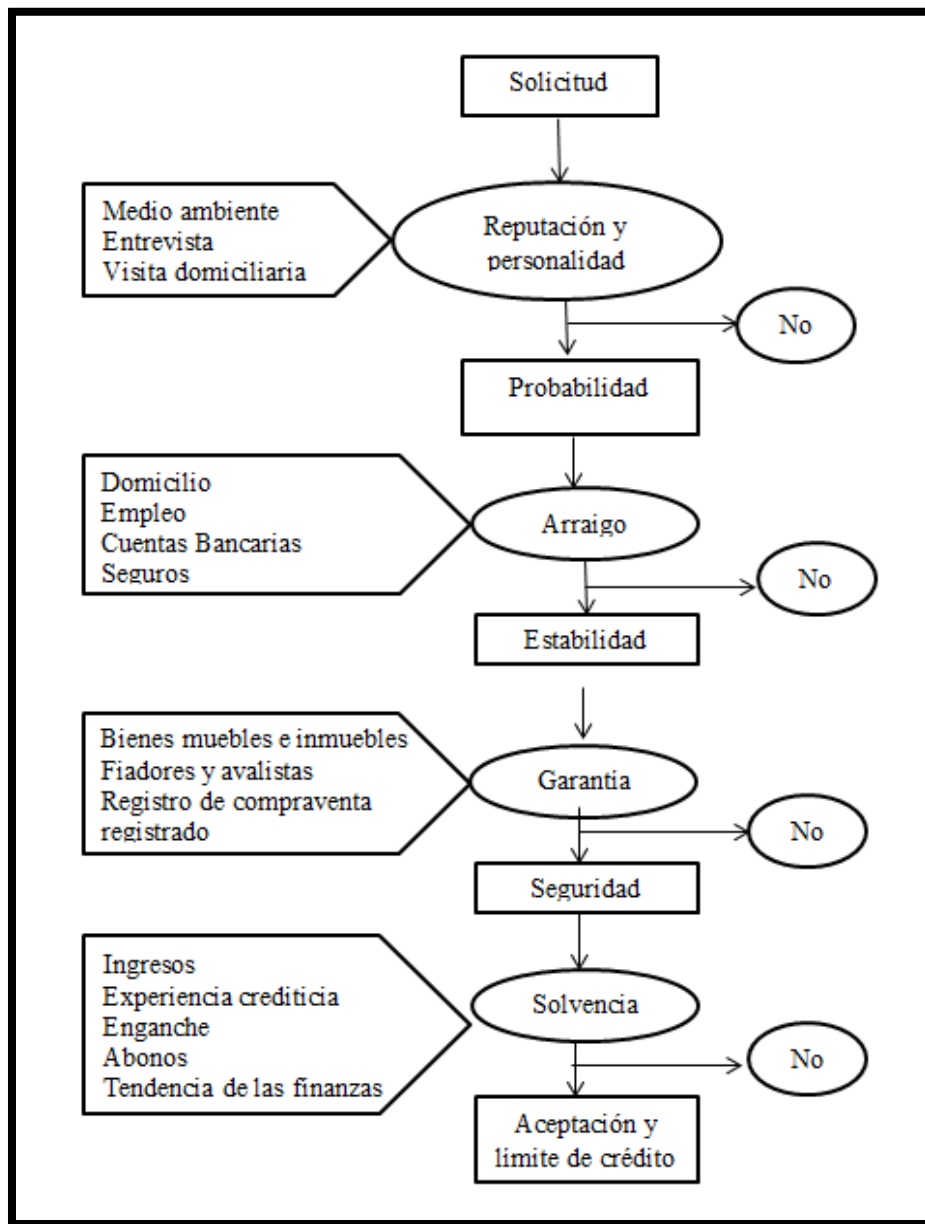 Solicitud
Medio ambiente
Entrevista
Visita domiciliaria
Reputación y
personalidad
No
Probabilidad
Domicilio
Empleo
Cuentas Bancarias
Seguros
Arraigo
No
Estabilidad
Bienes muebles e inmuebles
Fiadores y avalistas
Registro de compraventa
registrado
Garantía
No
Seguridad
Ingresos
Experiencia crediticia
Enganche
Abonos
Tendencia de las finanzas
Solvencia
No
Aceptación y
límite de crédito